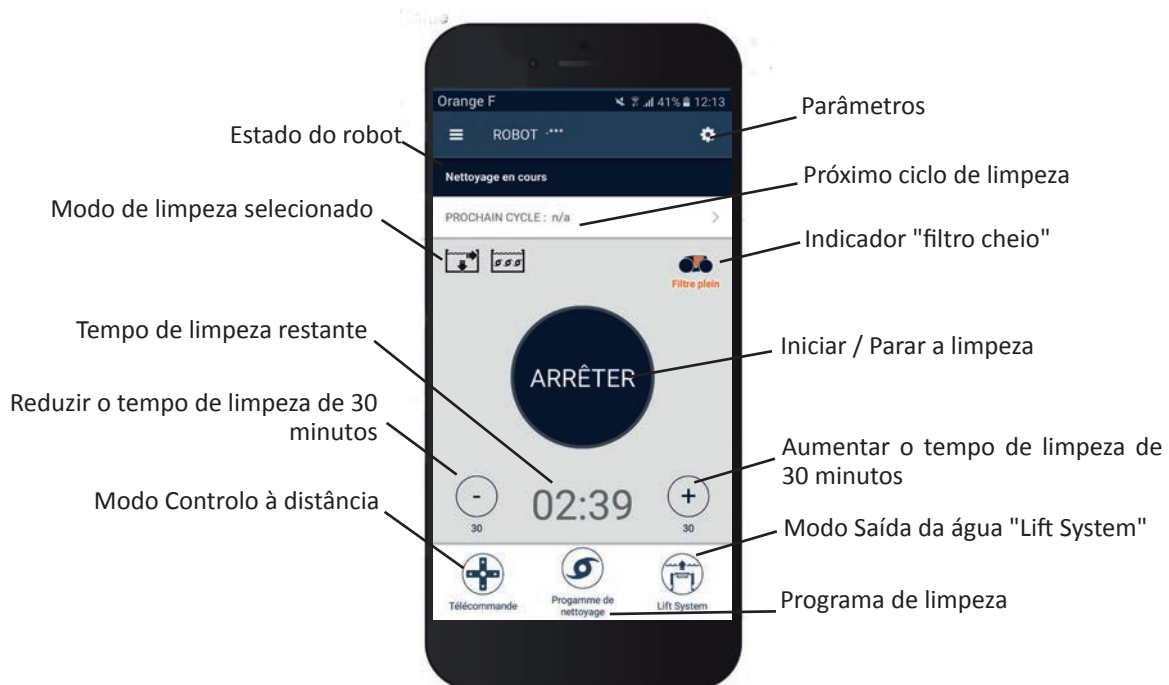 Orange F
41% 12:13
Parâmetros
Estado do robot
ROBOT -***
Nettoyage en cours
Próximo ciclo de limpeza
Modo de limpeza selecionado
PROCHAIN CYCLE : n/a
Indicador "filtro cheio"
Filtre plein
Tempo de limpeza restante
Iniciar / Parar a limpeza
ARRÊTER
Reduzir o tempo de limpeza de 30
minutos
Aumentar o tempo de limpeza de
30 minutos
-
30
02:39
+
30
Modo Controlo à distância
Modo Saída da água "Lift System"
Télécommande
Progamme de
nettoyage
Lift System
Programa de limpeza